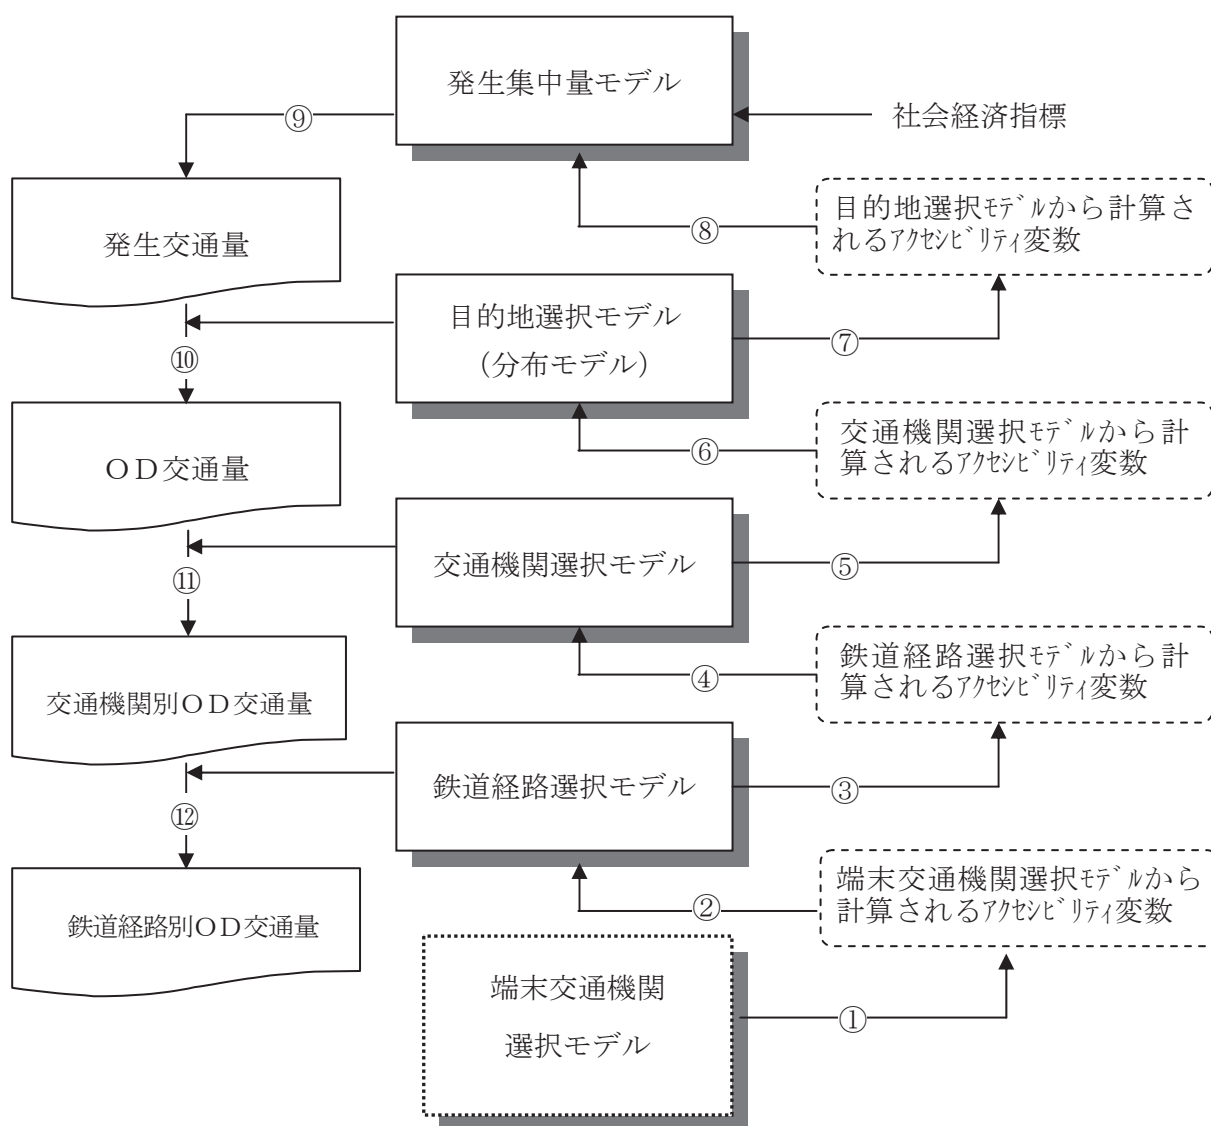 発生集中量モデル
⑨
社会経済指標
発生交通量
⑧
目的地選択ﾓﾃﾞﾙから計算さ
れるｱｸｾｼﾋﾞﾘﾃｨ変数
目的地選択モデル
(分布モデル)
⑦
⑩
OD交通量
⑥
交通機関選択ﾓﾃﾞﾙから計
算されるｱｸｾｼﾋﾞﾘﾃｨ変数
交通機関選択モデル
⑤
⑪
交通機関別OD交通量
④
鉄道経路選択ﾓﾃﾞﾙから計
算されるｱｸｾｼﾋﾞﾘﾃｨ変数
鉄道経路選択モデル
③
⑫
鉄道経路別OD交通量
②
端末交通機関選択ﾓﾃﾞﾙから
計算されるｱｸｾｼﾋﾞﾘﾃｨ変数
端末交通機関
選択モデル
①